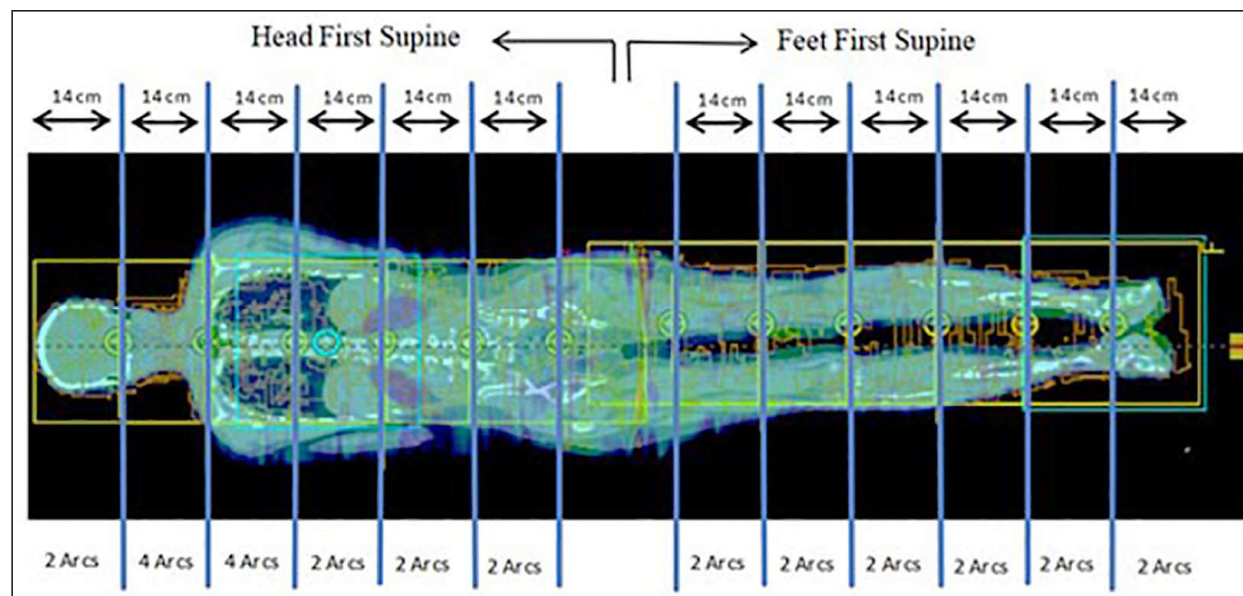 Head First Supine
Feet First Supine
14cm 14cm 14cm 14cm 14cm 14cm 14cm 14cm 14cm 14cm 14cm 14cm
2 Arcs 4 Arcs 4 Arcs 2 Arcs 2 Arcs 2 Arcs 2 Arcs 2 Arcs 2 Arcs 2 Arcs 2 Arcs 2 Arcs